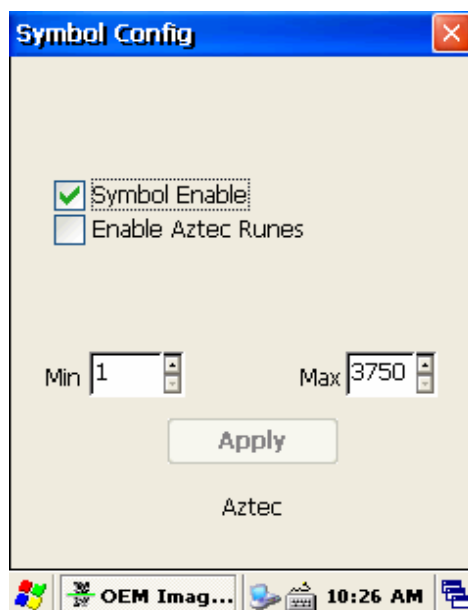 Symbol Config
Symbol Enable
Enable Aztec Runes
Min 1 Max 3750
Apply
Aztec
OEM Imag... 10:26 AM